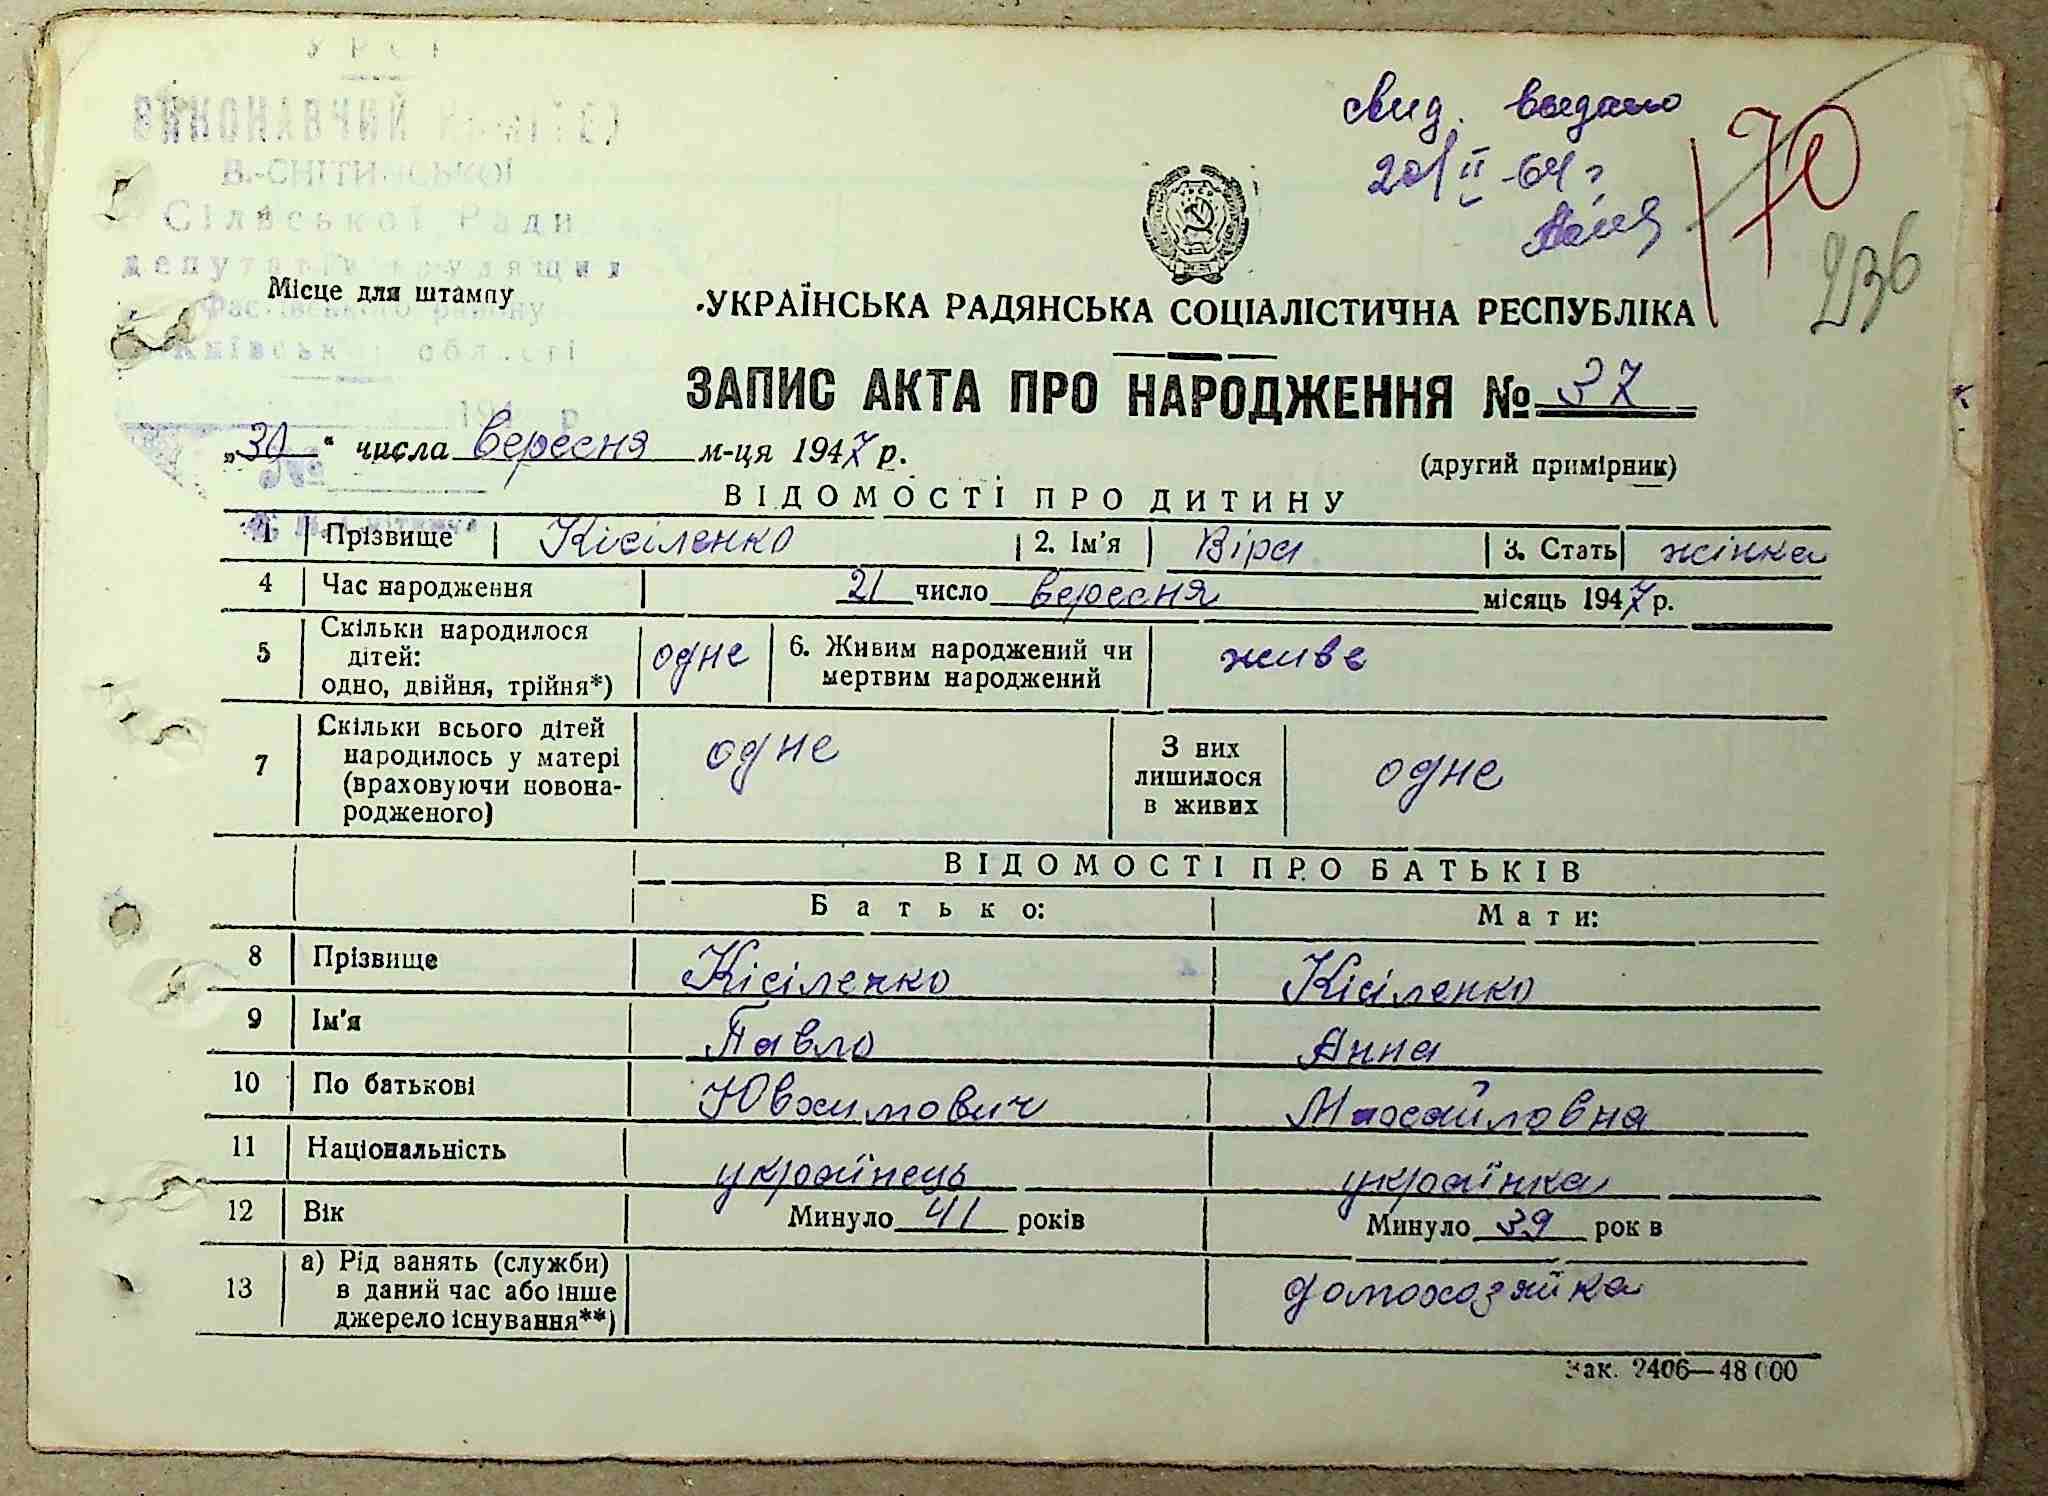 УРСР
ВИКОНАВЧИЙ
В.-СНІТИНСЬКОЇ
Сільської Ради
депутатів трудящих
Фастівського району
Київської області
Місце для штампу
194 р.
№
свид. выдано
20/II-64 г
170
236
УКРАЇНСЬКА РАДЯНСЬКА СОЦІАЛІСТИЧНА РЕСПУБЛІКА
ЗАПИС АКТА ПРО НАРОДЖЕННЯ № 37
„30“ числа вересня м-ця 1947 р.
(другий примірник)
ВІДОМОСТІ ПРО ДИТИНУ
1 Прізвище Кісіленко 2. Ім'я Віра 3. Стать жінка
4 Час народження 21 число вересня місяць 1947 р.
5 Скільки народилося дітей: одно, двійня, трійня*) одне 6. Живим народжений чи мертвим народжений живе
7 Скільки всього дітей народилось у матері (враховуючи новонародженого) одне З них лишилося в живих одне
ВІДОМОСТІ ПРО БАТЬКІВ
Батько: Мати:
8 Прізвище Кісіленко Кісіленко
9 Ім'я Павло Анна
10 По батькові Ювхимович Михайловна
11 Національність українець українка
12 Вік Минуло 41 років Минуло 39 рок в
13 а) Рід занять (служби) в даний час або інше джерело існування**) домохозяйка
Зак. 2406—48000